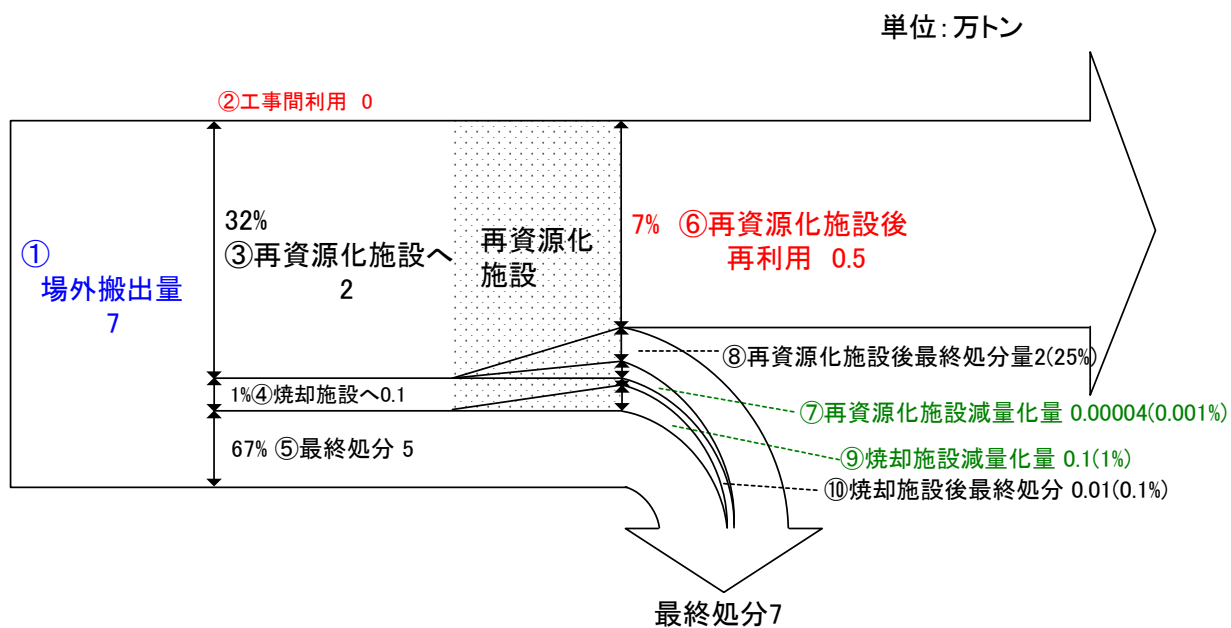 単位：万トン
②工事間利用 0
32%
③再資源化施設へ
2
再資源化
施設
7% ⑥再資源化施設後
再利用 0.5
①
場外搬出量
7
⑧再資源化施設後最終処分量2(25%)
1%④焼却施設へ0.1
⑦再資源化施設減量化量 0.00004(0.001%)
67% ⑤最終処分 5
⑨焼却施設減量化量 0.1(1%)
⑩焼却施設後最終処分 0.01(0.1%)
最終処分7